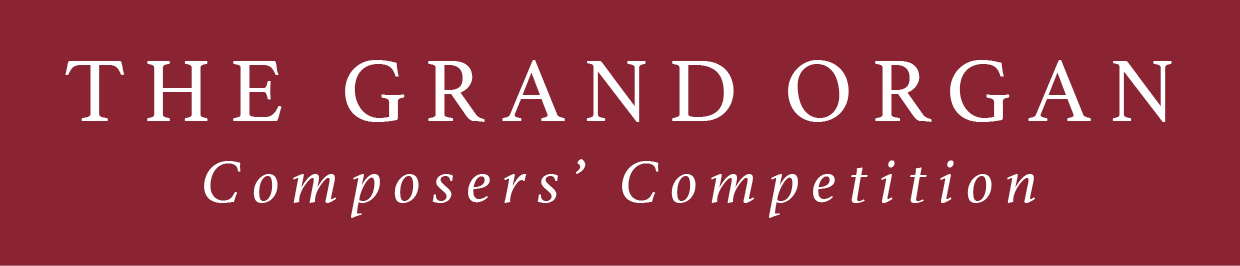 THE GRAND ORGAN
Composers’ Competition